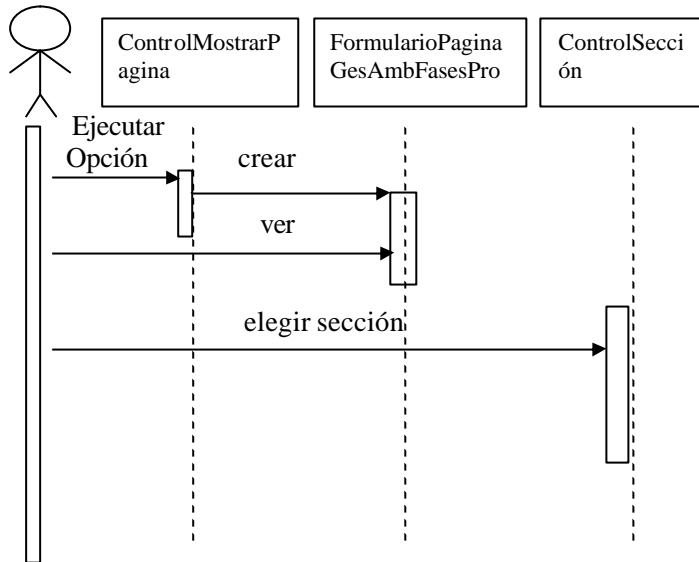 ControlMostrarP
agina
FormularioPagina
GesAmbFasesPro
ControlSecci
ón
Ejecutar
Opción
crear
ver
elegir sección